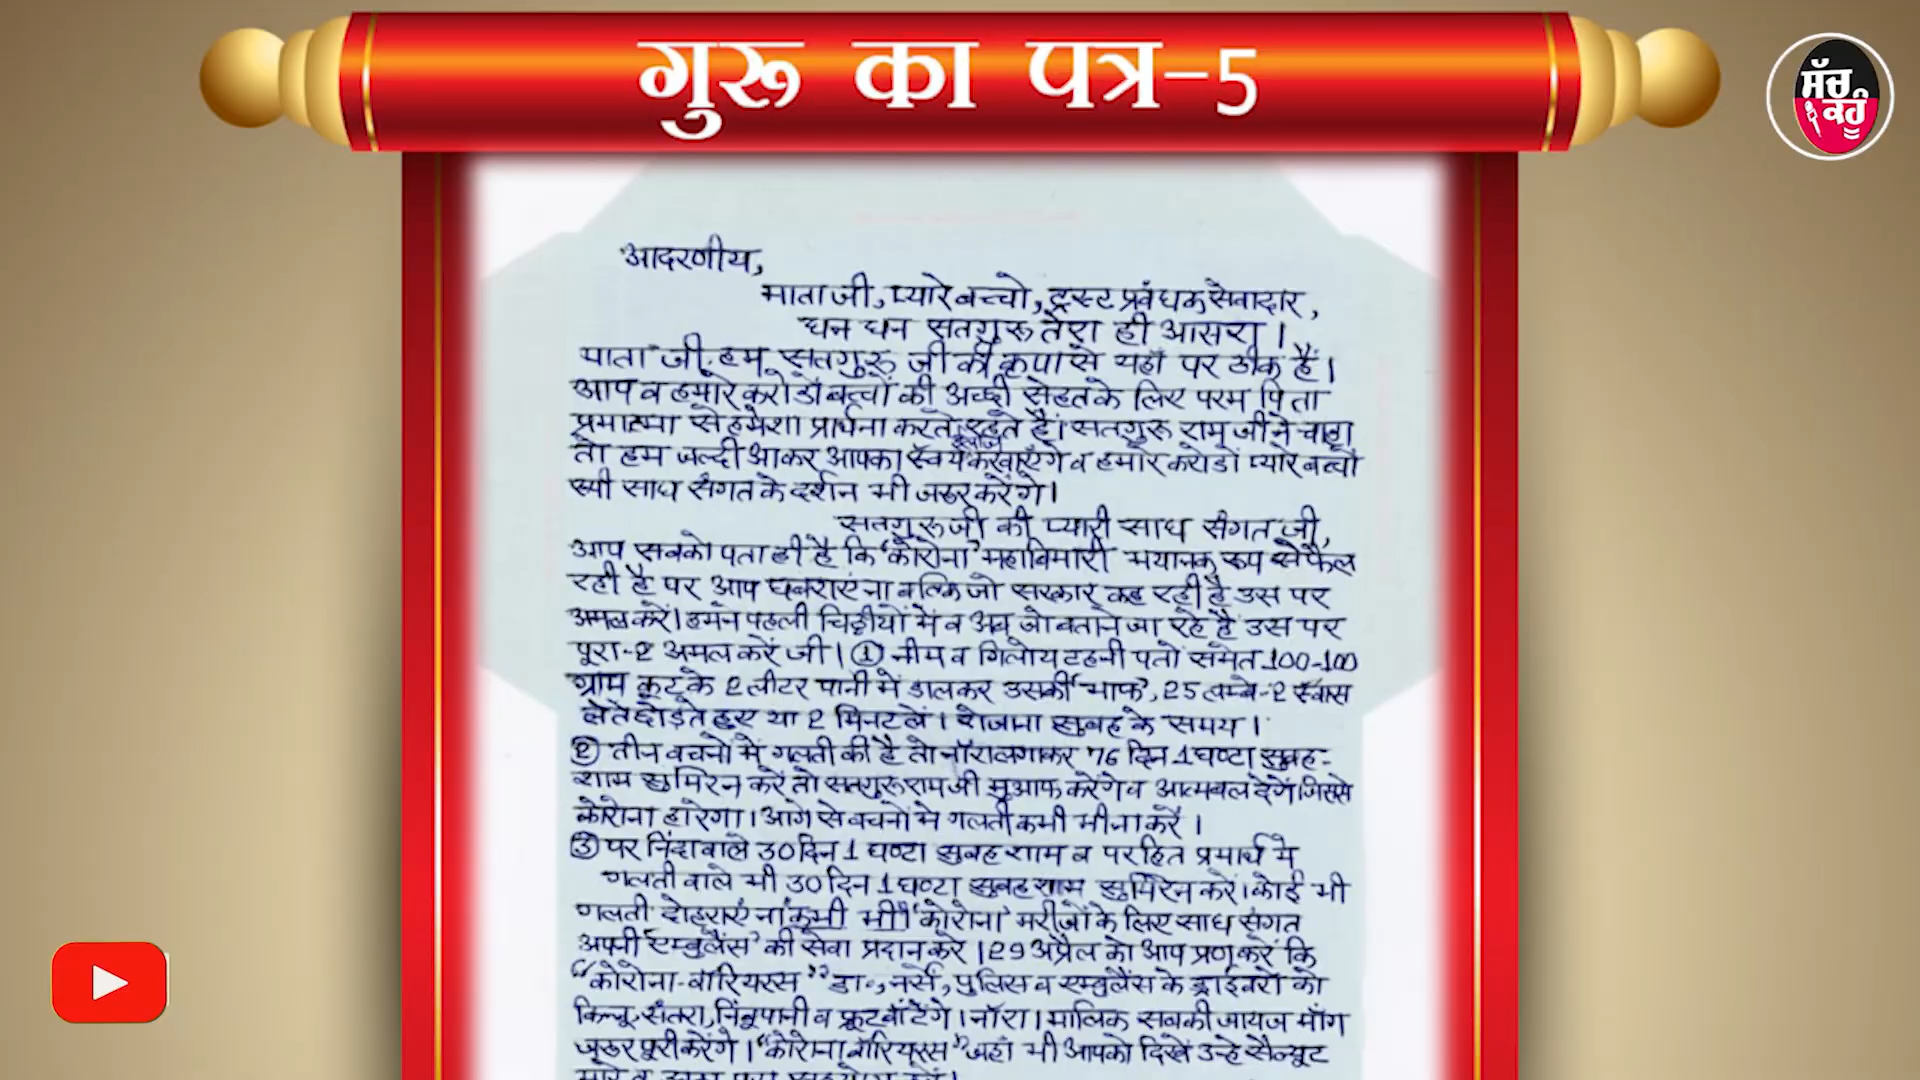 गुरू का पत्र-5
ਸੱਚ
ਕਹੂੰ
आदरणीय,
माता जी, प्यारे बच्चो, ट्रस्ट प्रबंधक सेवादार,
धन धन सतगुरू तेरा ही आसरा।
माता जी, हम सतगुरू जी की कृपा से यहाँ पर ठीक हैं।
आप व हमारे करोड़ों बच्चों की अच्छी सेहत के लिए परम पिता
प्रमात्मा से हमेशा प्रार्थना करते रहते हैं। सतगुरू राम जी ने चाहा
तो हम जल्दी आकर आपका इलाज स्वयं करवाएंगे व हमारे करोड़ों प्यारे बच्चों
रूपी साध संगत के दर्शन भी जरूर करेंगे।
सतगुरू जी की प्यारी साध संगत जी,
आप सबको पता ही है कि 'कोरोना' महाबिमारी भयानक रूप से फैल
रही है पर आप घबराएं ना बल्कि जो सरकार कह रही है उस पर
अमल करें। हमने पहली चिट्ठीयों में व अब जो बताने जा रहे हैं उस पर
पूरा-2 अमल करें जी। ① नीम व गिलोय टहनी पतों समेत 100-100
ग्राम कूट के 2 लीटर पानी में डालकर उसकी 'भाफ', 25 लम्बे-2 स्वास
लेते छोड़ते हुए या 2 मिनट लें। रोजाना सुबह के समय।
② तीन वचनों में गलती की है तो नॉरा लगाकर 76 दिन 1 घण्टा सुबह-
शाम सुमिरन करें तो सतगुरू राम जी मुआफ करेंगे व आत्मबल देगें, जिससे
कोरोना हारेगा। आगे से वचनों में गलती कभी भी ना करें।
③ पर निंदा वाले 30 दिन 1 घण्टा सुबह शाम व परहित प्रमार्थ में
गलती वाले भी 30 दिन 1 घण्टा सुबह शाम सुमिरन करें। कोई भी
गलती दोहराएं ना 'कभी भी'। 'कोरोना' मरीजों के लिए साध संगत
अपनी 'एम्बुलैंस' की सेवा प्रदान करे। 29 अप्रैल को आप प्रण करें कि
"कोरोना-वॉरियरस" डा॰, नर्से, पुलिस व एम्बुलैंस के ड्राईवरों को
किन्नू, संतरा, निंबूपानी व फ्रूट बांटेंगे। नॉरा। मालिक सबकी जायज माँग
जरूर पूरी करेंगे। "कोरोना वॉरियरस" जहाँ भी आपको दिखें उन्हें सैल्यूट